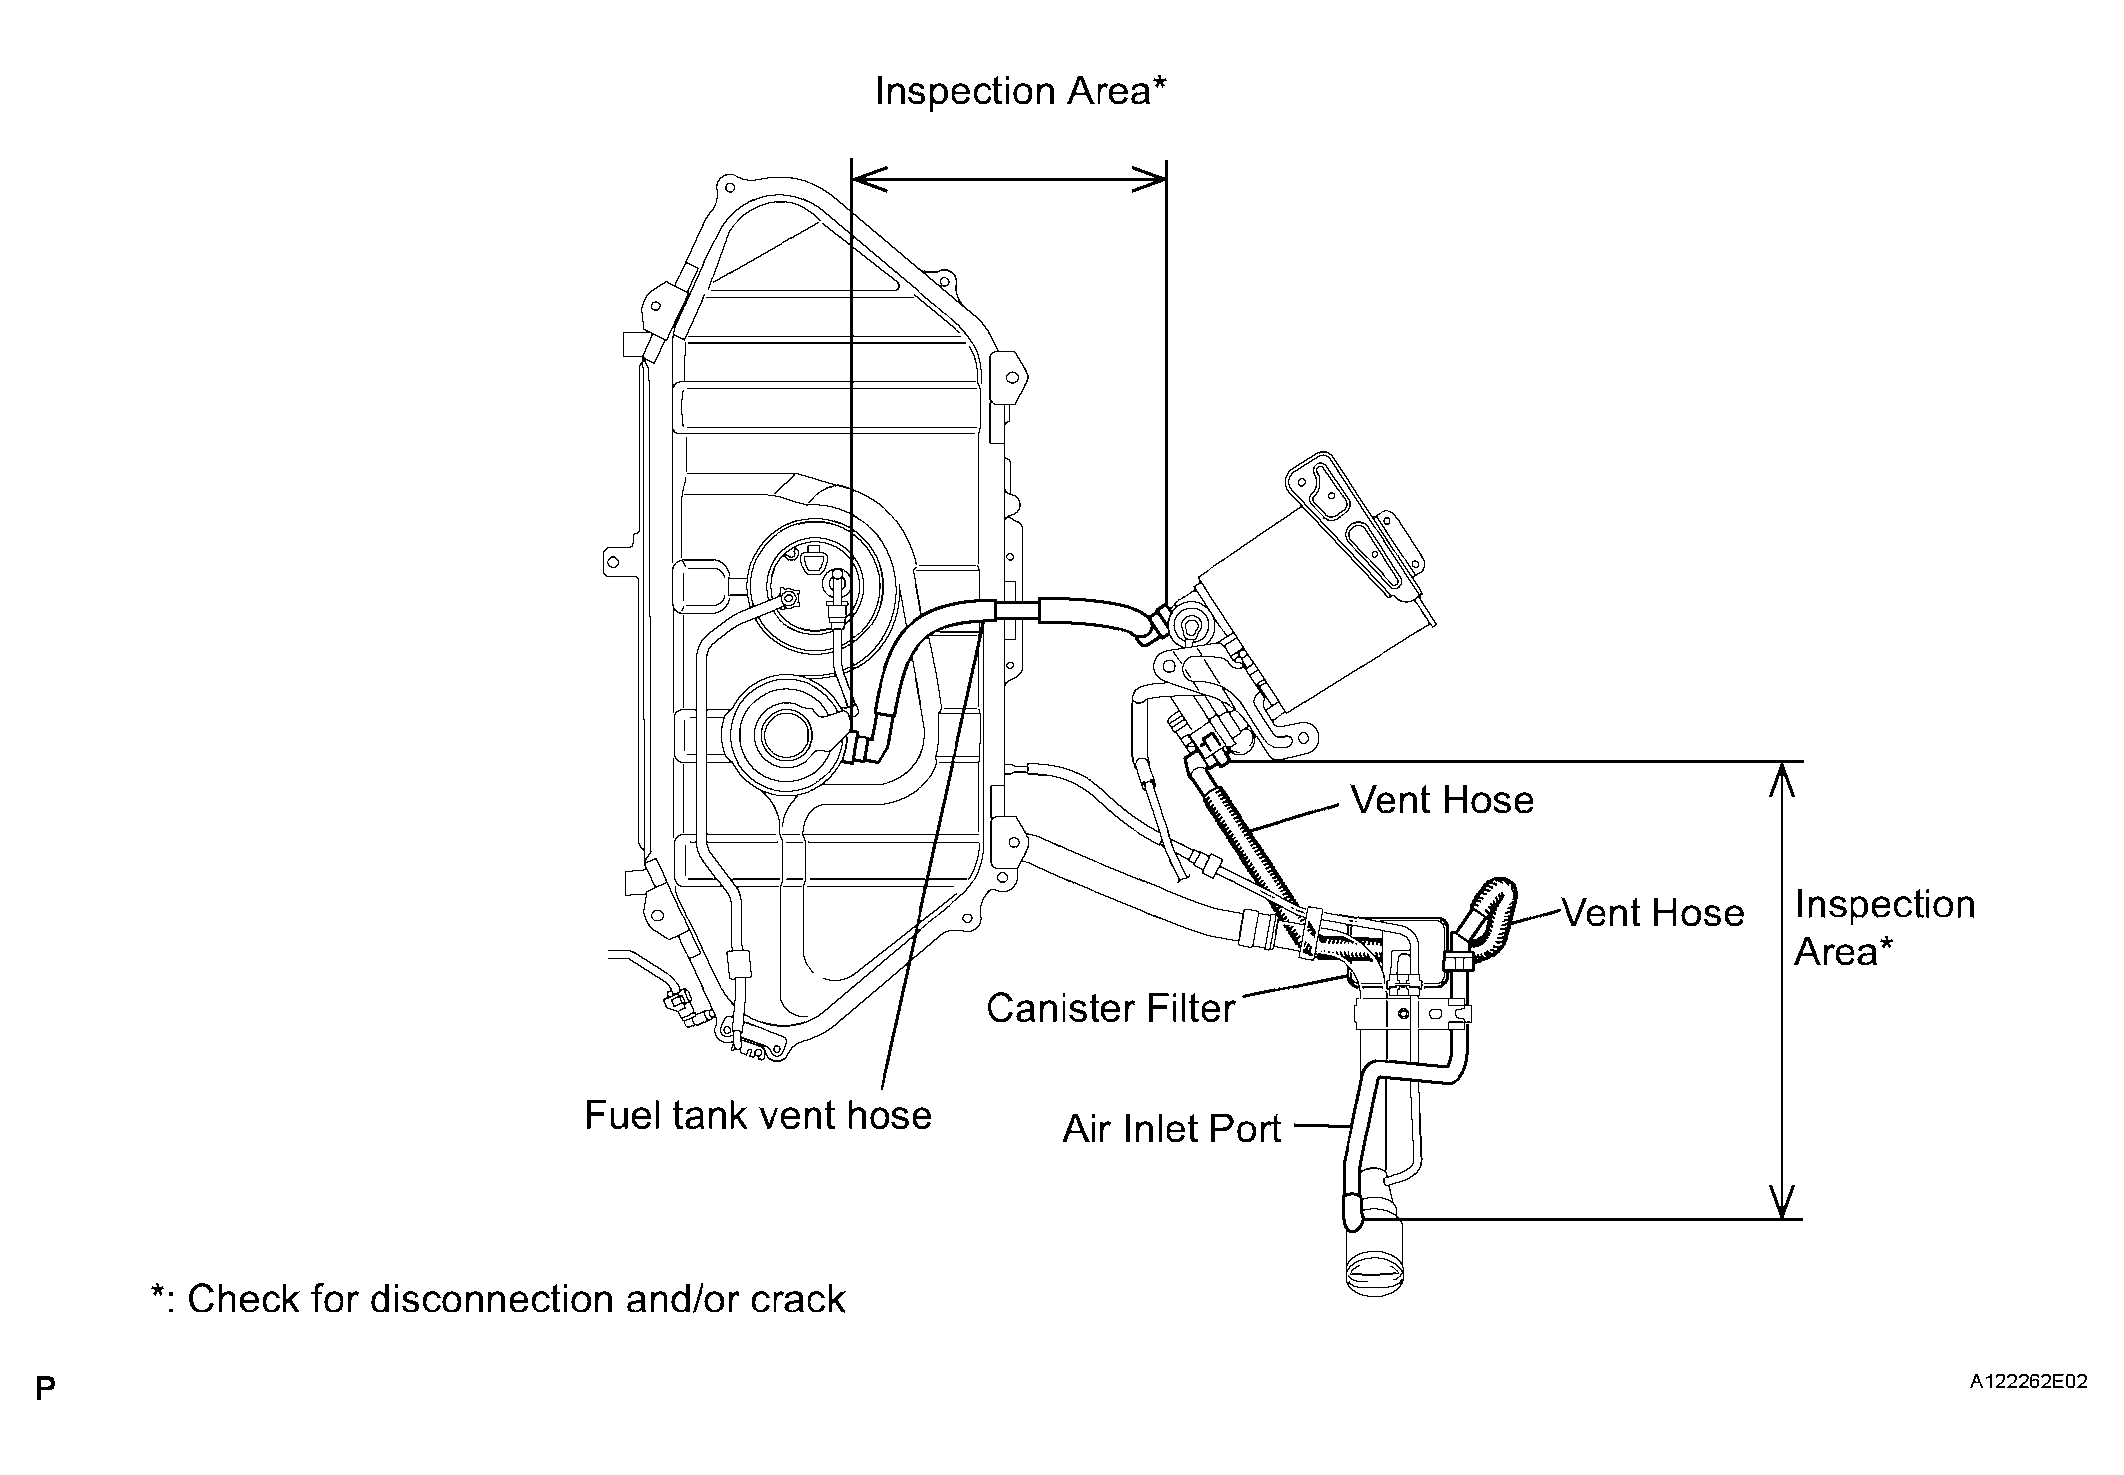 Inspection Area*
Vent Hose
Vent Hose
Inspection
Area*
Canister Filter
Fuel tank vent hose
Air Inlet Port
*: Check for disconnection and/or crack
P
A122262E02